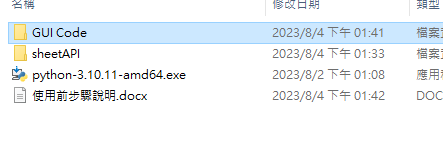 名稱 修改日期 類型
GUI Code 2023/8/4 下午 01:41 檔案
sheetAPI 2023/8/4 下午 01:33 檔案
python-3.10.11-amd64.exe 2023/8/2 下午 01:08 應用
使用前步驟說明.docx 2023/8/4 下午 01:42 DOC